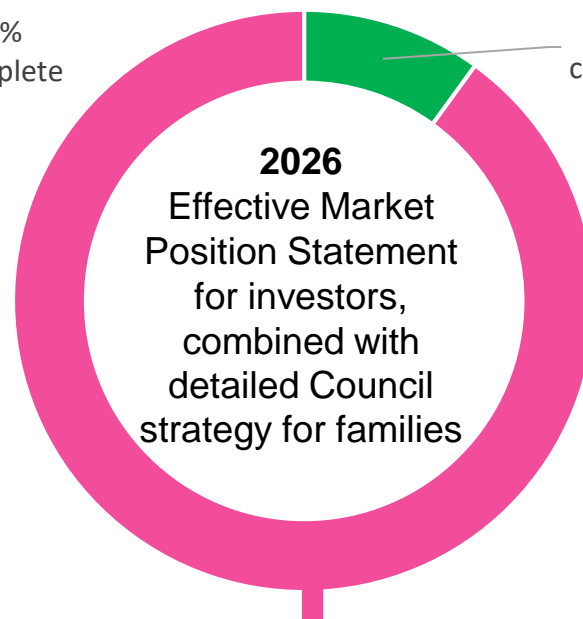 %
plete
c
2026
Effective Market
Position Statement
for investors,
combined with
detailed Council
strategy for families